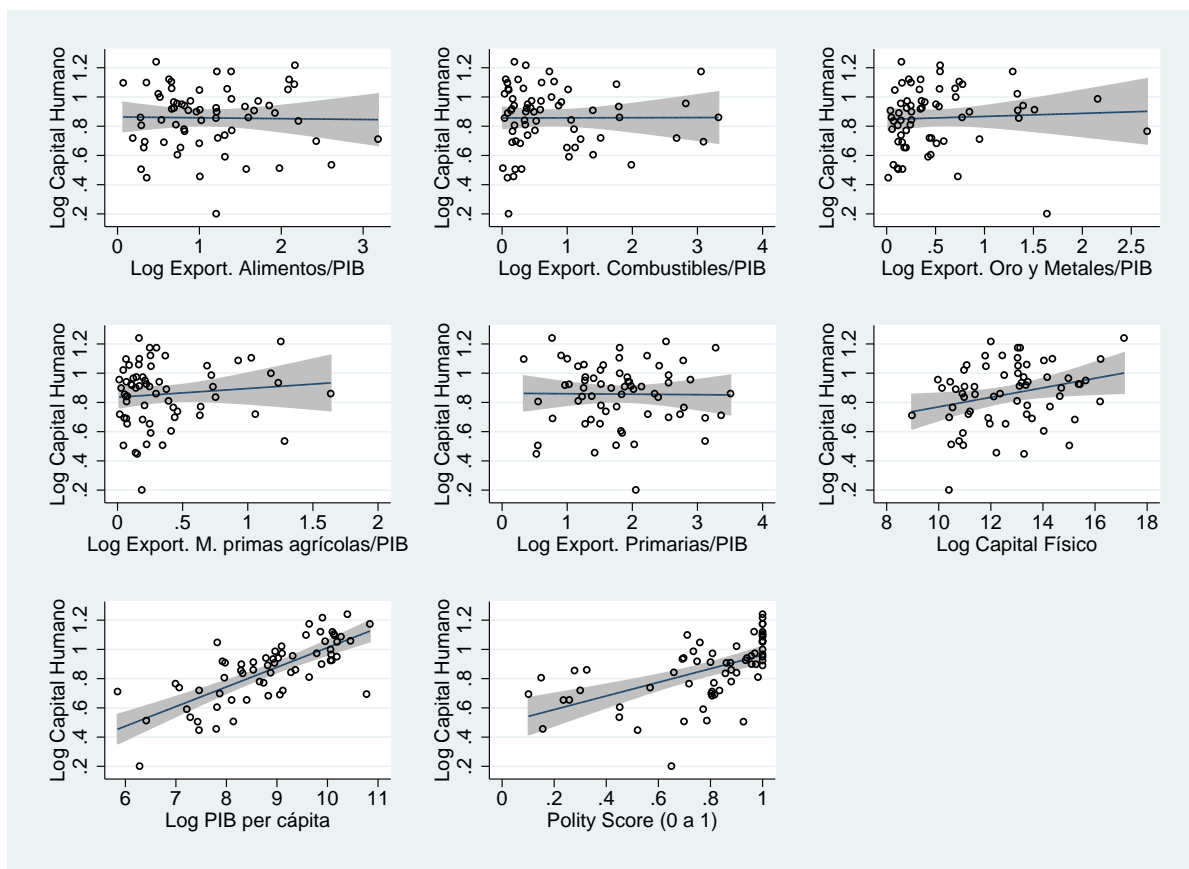 Log Capital Humano
.2 .4 .6 .8 1 1.2
0 1 2 3
Log Export. Alimentos/PIB
Log Capital Humano
.2 .4 .6 .8 1 1.2
0 1 2 3 4
Log Export. Combustibles/PIB
Log Capital Humano
.2 .4 .6 .8 1 1.2
0 .5 1 1.5 2 2.5
Log Export. Oro y Metales/PIB
Log Capital Humano
.2 .4 .6 .8 1 1.2
0 .5 1 1.5 2
Log Export. M. primas agrícolas/PIB
Log Capital Humano
.2 .4 .6 .8 1 1.2
0 1 2 3 4
Log Export. Primarias/PIB
Log Capital Humano
.2 .4 .6 .8 1 1.2
8 10 12 14 16 18
Log Capital Físico
Log Capital Humano
.2 .4 .6 .8 1 1.2
6 7 8 9 10 11
Log PIB per cápita
Log Capital Humano
.2 .4 .6 .8 1 1.2
0 .2 .4 .6 .8 1
Polity Score (0 a 1)